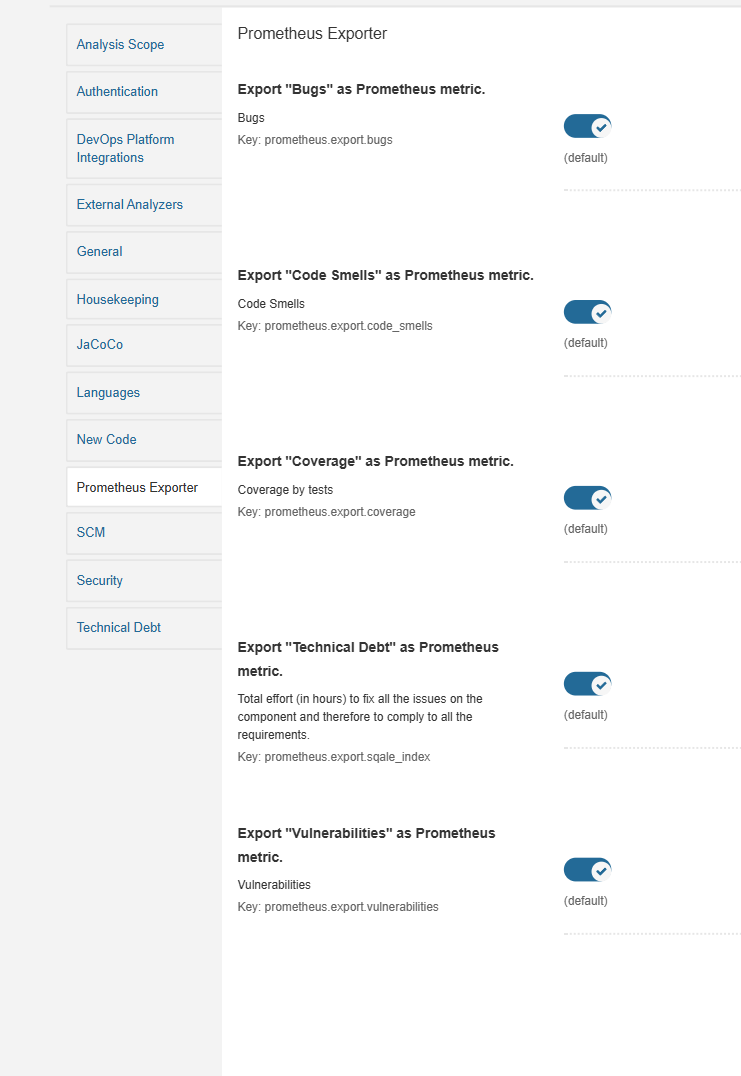 Analysis Scope
Authentication
DevOps Platform
Integrations
External Analyzers
General
Housekeeping
JaCoCo
Languages
New Code
Prometheus Exporter
SCM
Security
Technical Debt
Prometheus Exporter
Export "Bugs" as Prometheus metric.
Bugs
Key: prometheus.export.bugs
(default)
Export "Code Smells" as Prometheus metric.
Code Smells
Key: prometheus.export.code_smells
(default)
Export "Coverage" as Prometheus metric.
Coverage by tests
Key: prometheus.export.coverage
(default)
Export "Technical Debt" as Prometheus
metric.
Total effort (in hours) to fix all the issues on the
component and therefore to comply to all the
requirements.
Key: prometheus.export.sqale_index
(default)
Export "Vulnerabilities" as Prometheus
metric.
Vulnerabilities
Key: prometheus.export.vulnerabilities
(default)